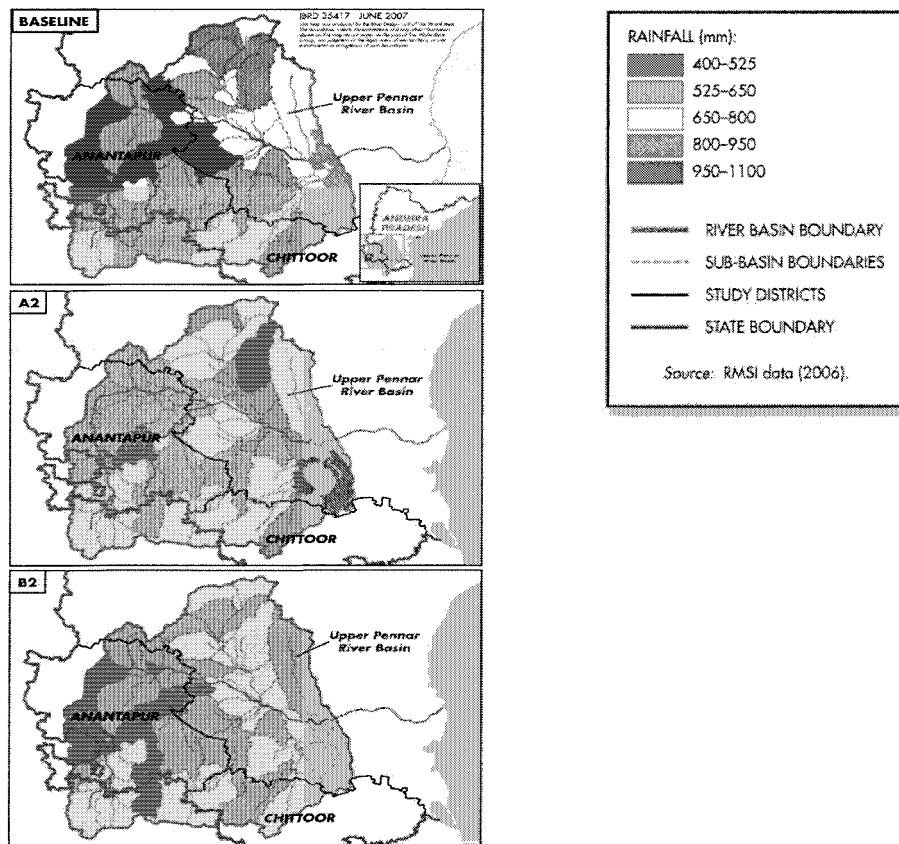 BASELINE
IBRD 35417 JUNE 2007
Upper Pennar
River Basin
ANANTAPUR
CHITTOOR
ANDHRA
PRADESH
A2
Upper Pennar
River Basin
ANANTAPUR
CHITTOOR
B2
Upper Pennar
River Basin
ANANTAPUR
CHITTOOR
RAINFALL (mm):
400–525
525–650
650–800
800–950
950–1100
RIVER BASIN BOUNDARY
SUB-BASIN BOUNDARIES
STUDY DISTRICTS
STATE BOUNDARY
Source: RMSI data (2006).